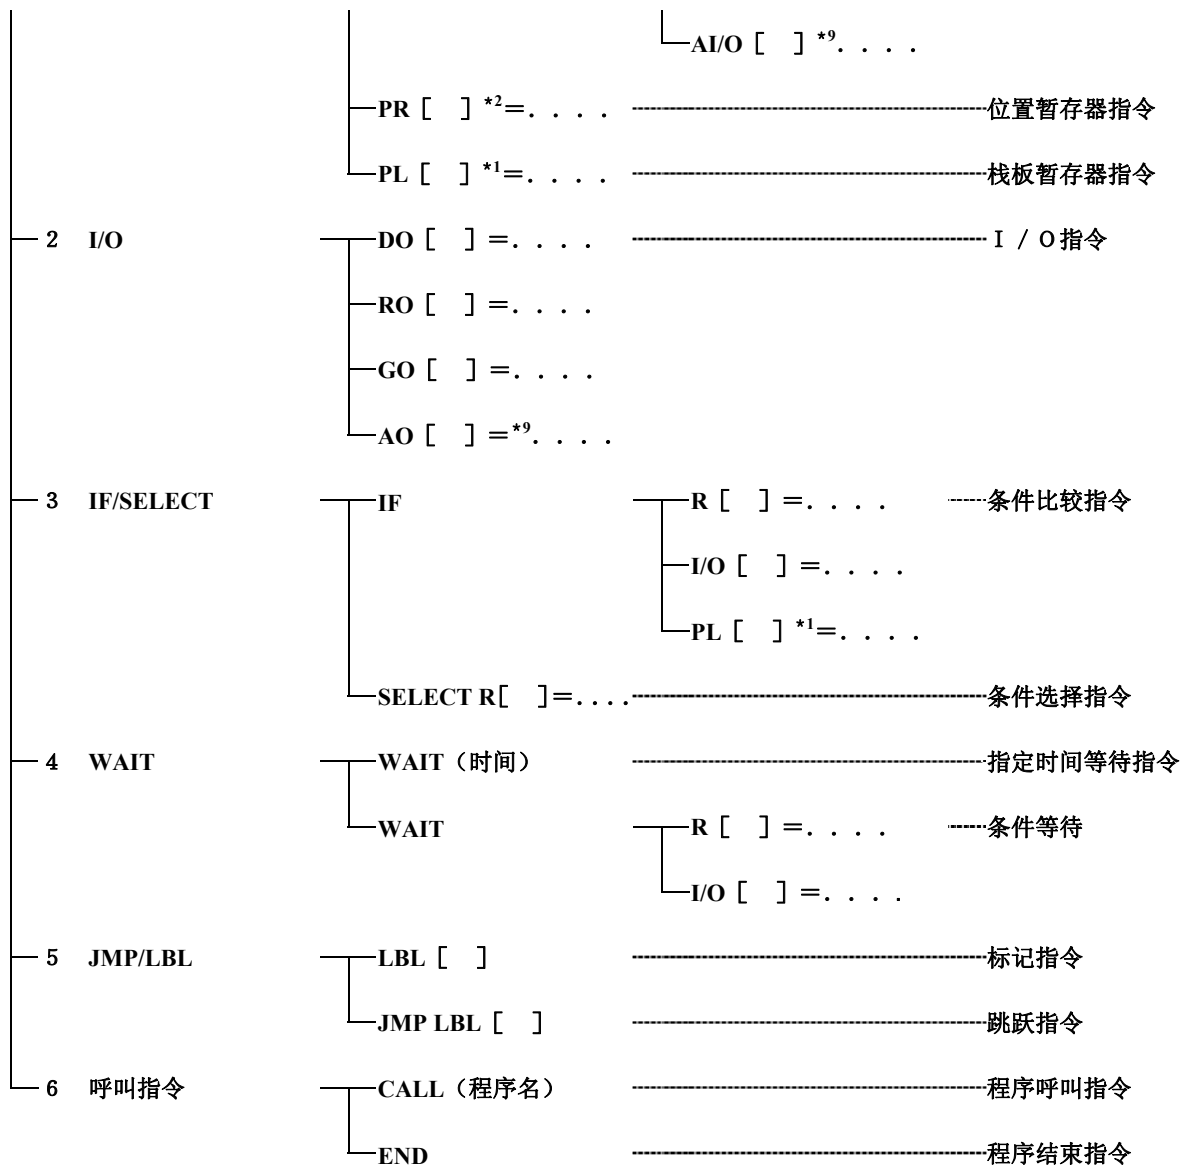 AI/O［　］*9．．．．
PR［　］*2＝．．．． 位置暂存器指令
PL［　］*1＝．．．． 栈板暂存器指令
2 I/O DO［　］＝．．．． Ｉ／Ｏ指令
RO［　］＝．．．．
GO［　］＝．．．．
AO［　］＝*9．．．．
3 IF/SELECT IF R［　］＝．．．． 条件比较指令
I/O［　］＝．．．．
PL［　］*1＝．．．．
SELECT R［　］＝．．．． 条件选择指令
4 WAIT WAIT（时间） 指定时间等待指令
WAIT R［　］＝．．．． 条件等待
I/O［　］＝．．．．
5 JMP/LBL LBL［　］ 标记指令
JMP LBL［　］ 跳跃指令
6 呼叫指令 CALL（程序名） 程序呼叫指令
END 程序结束指令